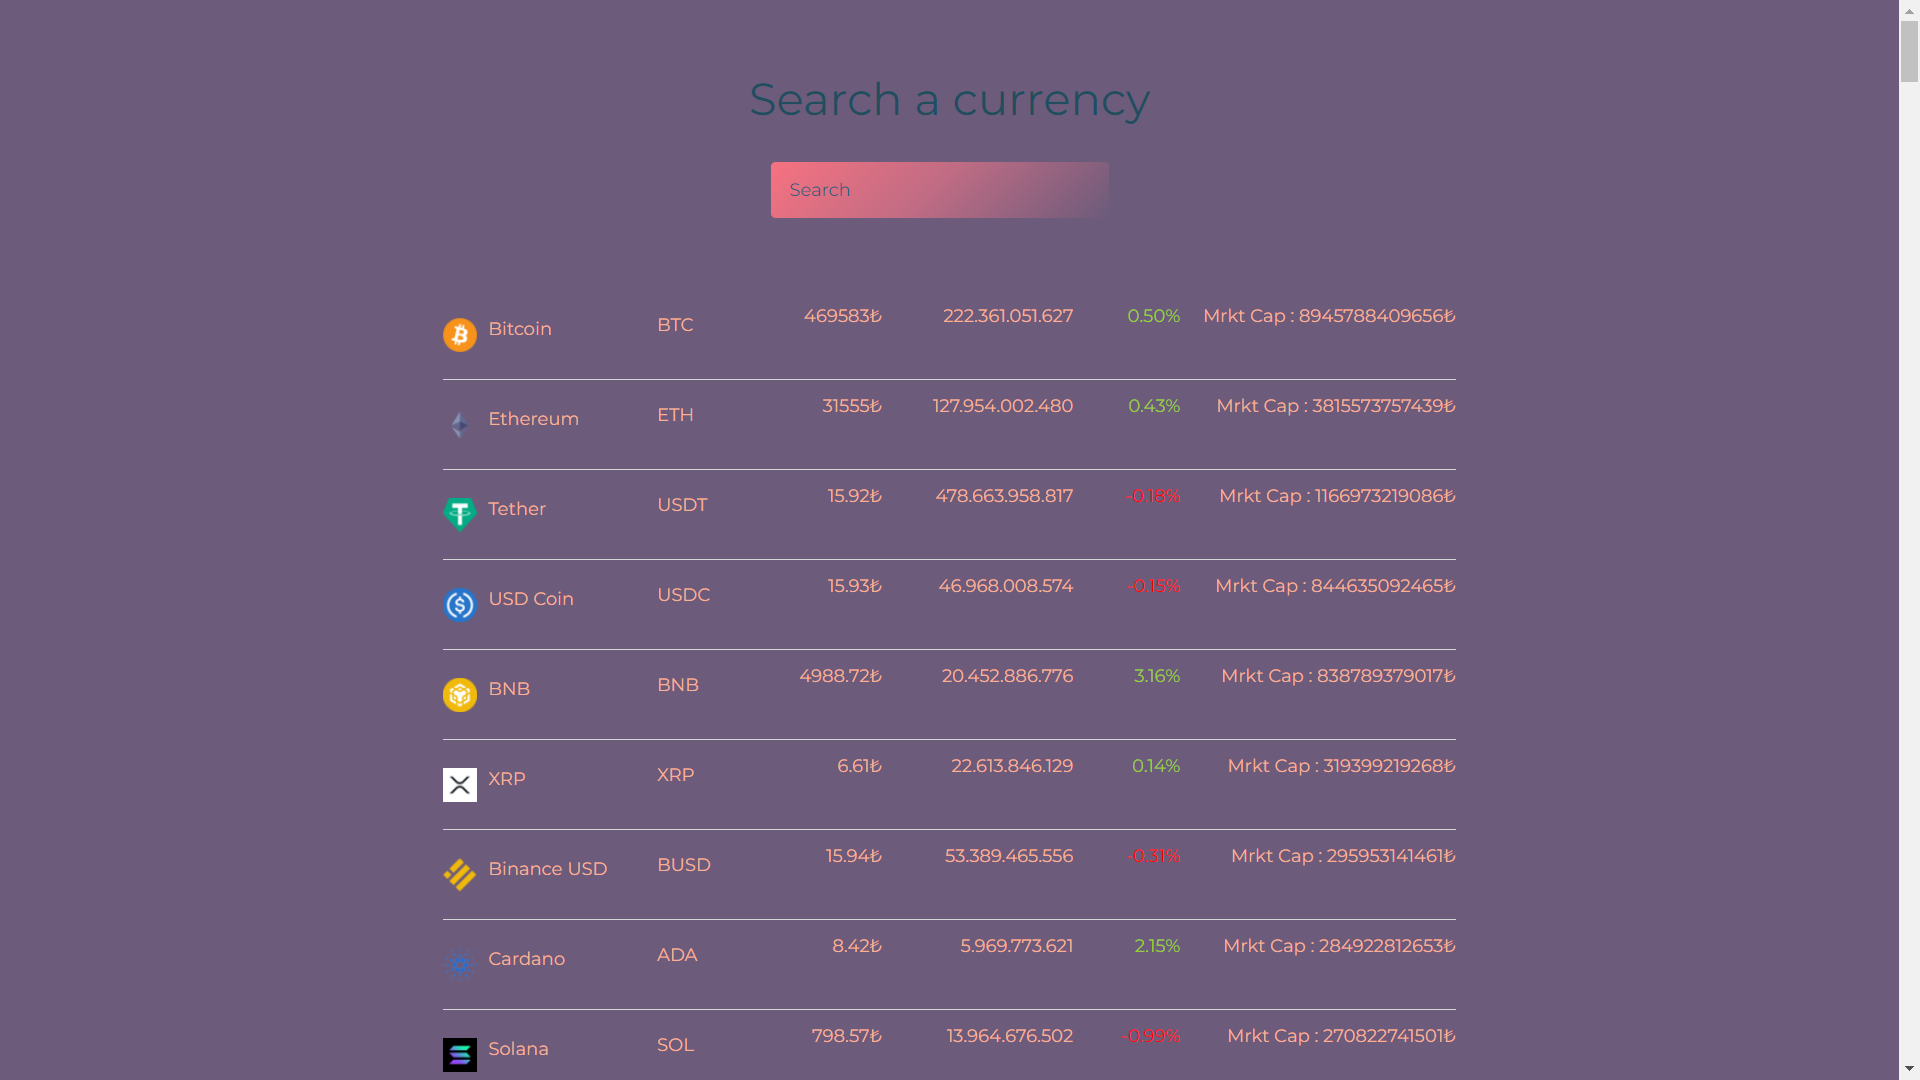 Search a currency
Search
Bitcoin BTC 469583₺ 222.361.051.627 0.50% Mrkt Cap : 8945788409656₺
Ethereum ETH 31555₺ 127.954.002.480 0.43% Mrkt Cap : 3815573757439₺
Tether USDT 15.92₺ 478.663.958.817 -0.18% Mrkt Cap : 1166973219086₺
USD Coin USDC 15.93₺ 46.968.008.574 -0.15% Mrkt Cap : 844635092465₺
BNB BNB 4988.72₺ 20.452.886.776 3.16% Mrkt Cap : 838789379017₺
XRP XRP 6.61₺ 22.613.846.129 0.14% Mrkt Cap : 319399219268₺
Binance USD BUSD 15.94₺ 53.389.465.556 -0.31% Mrkt Cap : 295953141461₺
Cardano ADA 8.42₺ 5.969.773.621 2.15% Mrkt Cap : 284922812653₺
Solana SOL 798.57₺ 13.964.676.502 -0.99% Mrkt Cap : 270822741501₺